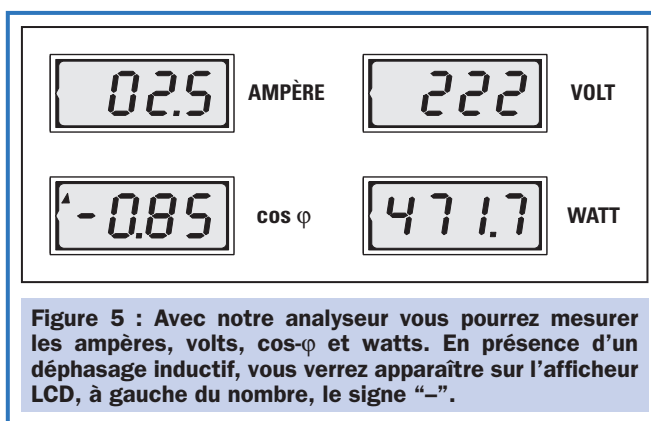 02.5 AMPÈRE 222 VOLT
-0.85 cos φ 471.7 WATT
Figure 5 : Avec notre analyseur vous pourrez mesurer
les ampères, volts, cos-φ et watts. En présence d’un
déphasage inductif, vous verrez apparaître sur l’afficheur
LCD, à gauche du nombre, le signe “–”.